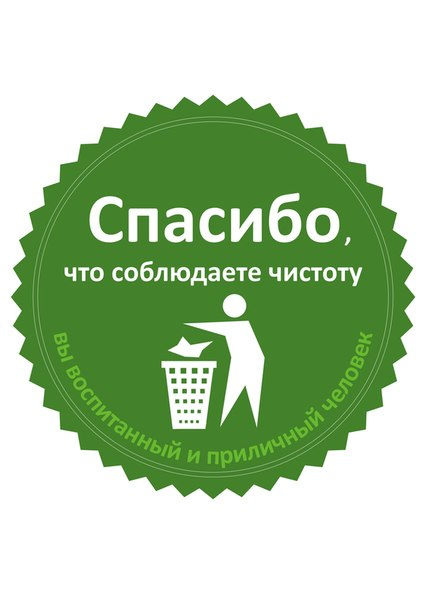 Спасибо,
что соблюдаете чистоту
вы воспитанный и приличный человек